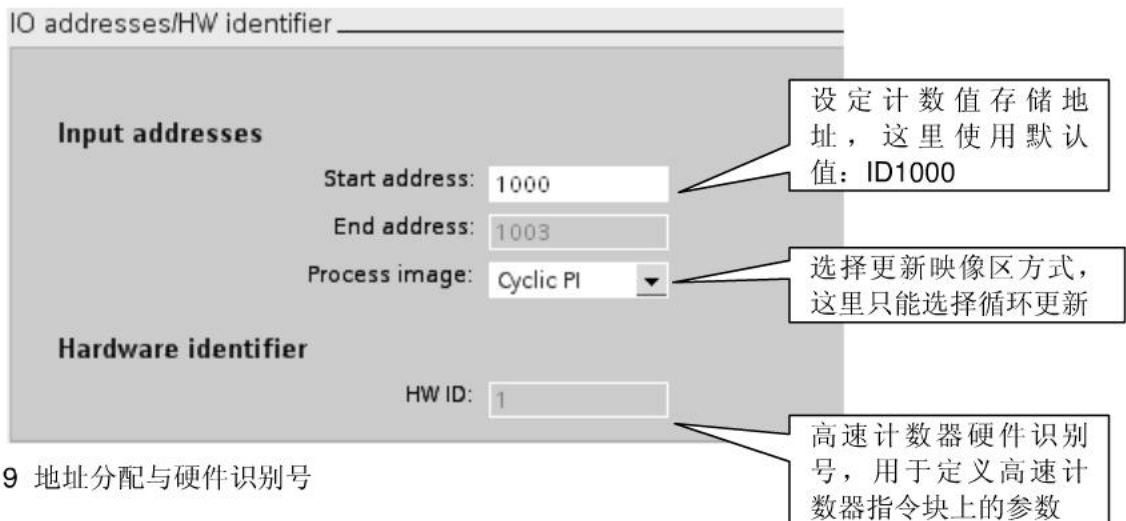 IO addresses/HW identifier
Input addresses
Start address: 1000
设定计数值存储地
址，这里使用默认
值：ID1000
End address: 1003
Process image: Cyclic PI
选择更新映像区方式，
这里只能选择循环更新
Hardware identifier
HW ID: 1
高速计数器硬件识别
号，用于定义高速计
数器指令块上的参数
9 地址分配与硬件识别号